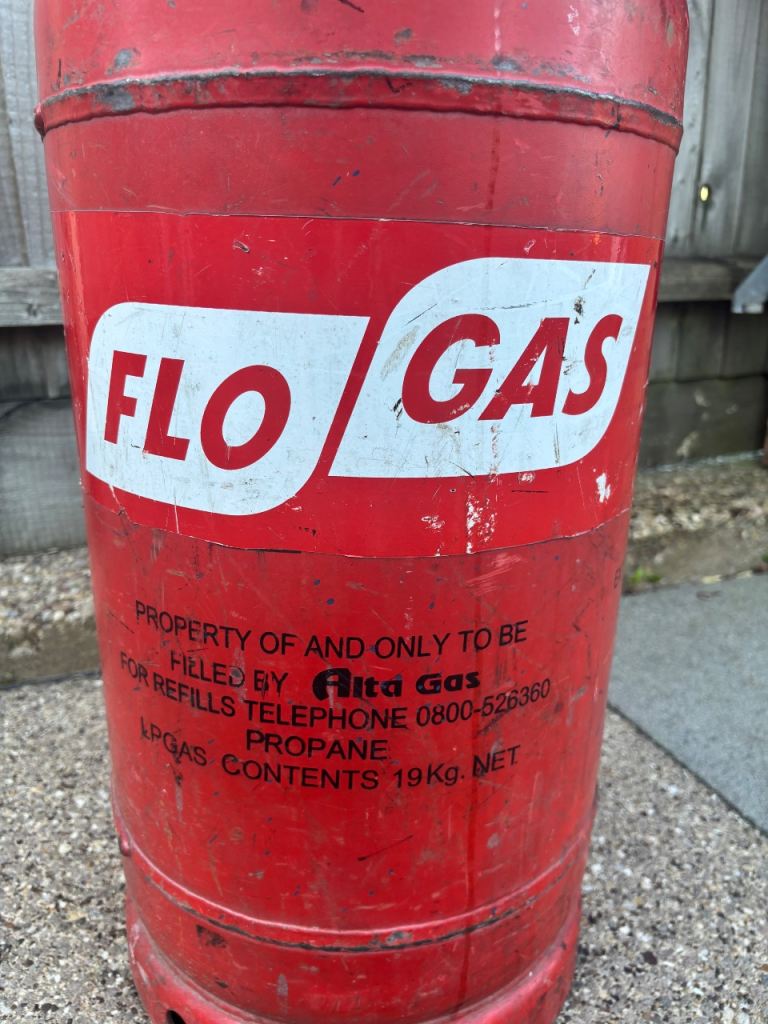 FLO GAS
PROPERTY OF AND ONLY TO BE
FILLED BY Alta Gas
FOR REFILLS TELEPHONE 0800-526360
PROPANE
LPGAS CONTENTS 19Kg. NET